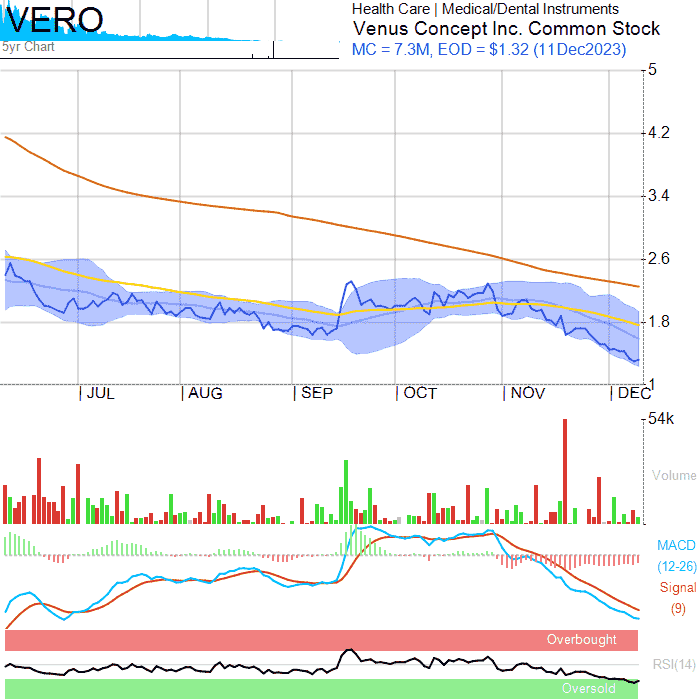 VERO
5yr Chart
Health Care | Medical/Dental Instruments
Venus Concept Inc. Common Stock
MC = 7.3M, EOD = $1.32 (11Dec2023)
5
4.2
3.4
2.6
1.8
1
JUL AUG SEP OCT NOV DEC
54k
Volume
MACD
(12-26)
Signal
(9)
Overbought
RSI(14)
Oversold